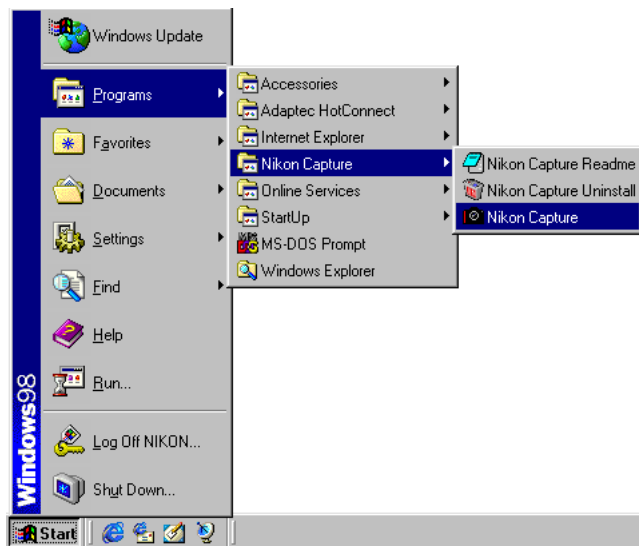 Windows Update
Programs
Favorites
Documents
Settings
Find
Help
Run...
Log Off NIKON...
Shut Down...
Windows98
Start
Accessories
Adaptec HotConnect
Internet Explorer
Nikon Capture
Online Services
StartUp
MS-DOS Prompt
Windows Explorer
Nikon Capture Readme
Nikon Capture Uninstall
Nikon Capture